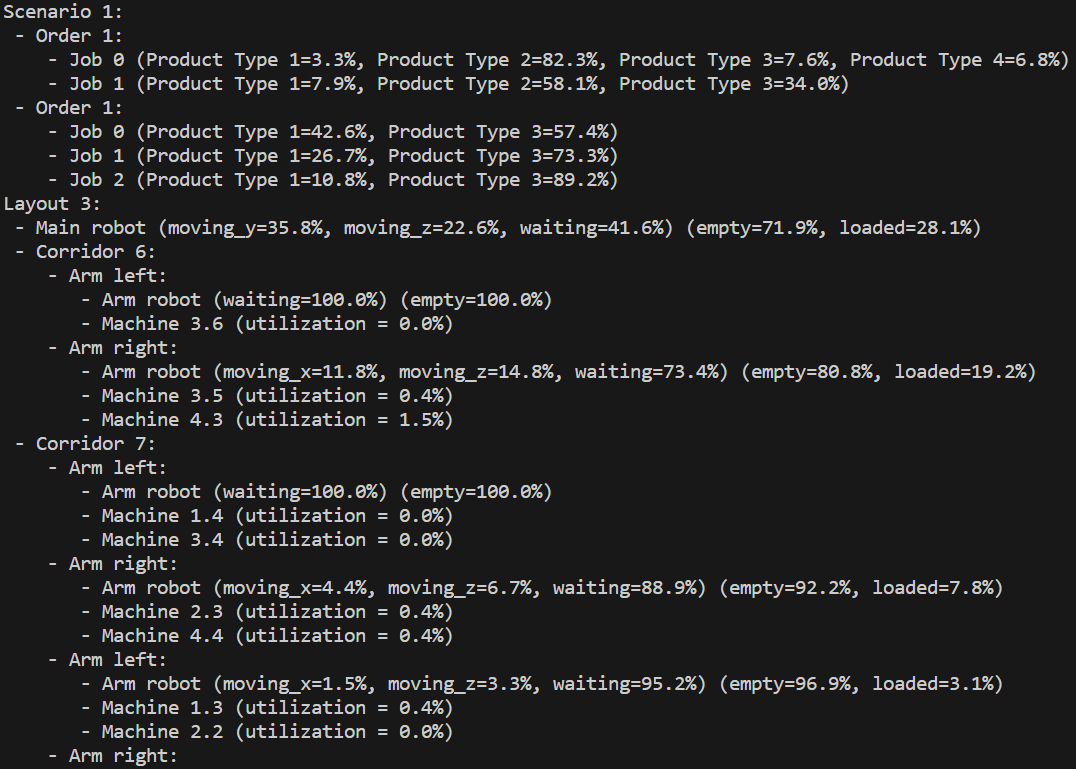 Scenario 1:
 - Order 1:
    - Job 0 (Product Type 1=3.3%, Product Type 2=82.3%, Product Type 3=7.6%, Product Type 4=6.8%)
    - Job 1 (Product Type 1=7.9%, Product Type 2=58.1%, Product Type 3=34.0%)
 - Order 1:
    - Job 0 (Product Type 1=42.6%, Product Type 3=57.4%)
    - Job 1 (Product Type 1=26.7%, Product Type 3=73.3%)
    - Job 2 (Product Type 1=10.8%, Product Type 3=89.2%)
Layout 3:
 - Main robot (moving_y=35.8%, moving_z=22.6%, waiting=41.6%) (empty=71.9%, loaded=28.1%)
 - Corridor 6:
    - Arm left:
       - Arm robot (waiting=100.0%) (empty=100.0%)
       - Machine 3.6 (utilization = 0.0%)
    - Arm right:
       - Arm robot (moving_x=11.8%, moving_z=14.8%, waiting=73.4%) (empty=80.8%, loaded=19.2%)
       - Machine 3.5 (utilization = 0.4%)
       - Machine 4.3 (utilization = 1.5%)
 - Corridor 7:
    - Arm left:
       - Arm robot (waiting=100.0%) (empty=100.0%)
       - Machine 1.4 (utilization = 0.0%)
       - Machine 3.4 (utilization = 0.0%)
    - Arm right:
       - Arm robot (moving_x=4.4%, moving_z=6.7%, waiting=88.9%) (empty=92.2%, loaded=7.8%)
       - Machine 2.3 (utilization = 0.4%)
       - Machine 4.4 (utilization = 0.4%)
    - Arm left:
       - Arm robot (moving_x=1.5%, moving_z=3.3%, waiting=95.2%) (empty=96.9%, loaded=3.1%)
       - Machine 1.3 (utilization = 0.4%)
       - Machine 2.2 (utilization = 0.0%)
    - Arm right: